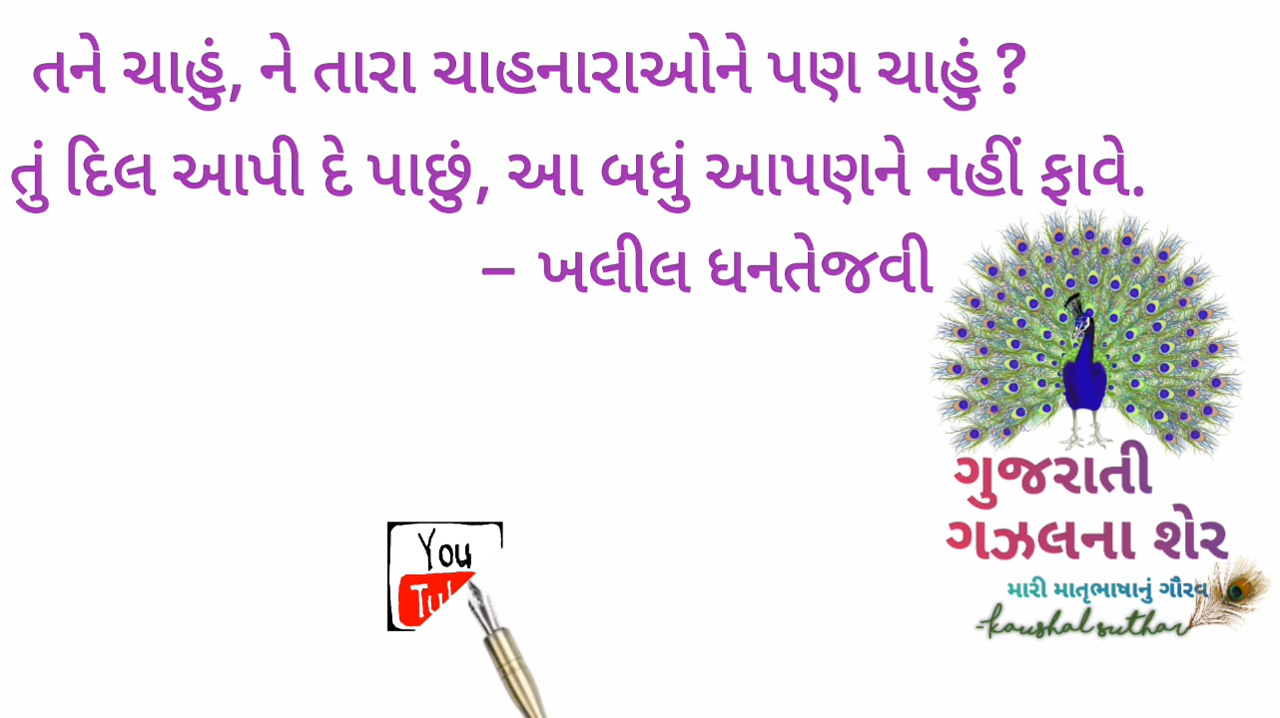 તને ચાહું, ને તારા ચાહનારાઓને પણ ચાહું ?
તું દિલ આપી દે પાછું, આ બધું આપણને નહીં ફાવે.
– ખલીલ ધનતેજવી
ગુજરાતી
ગઝલના શેર
મારી માતૃભાષાનું ગૌરવ
-kaushal suthar
You